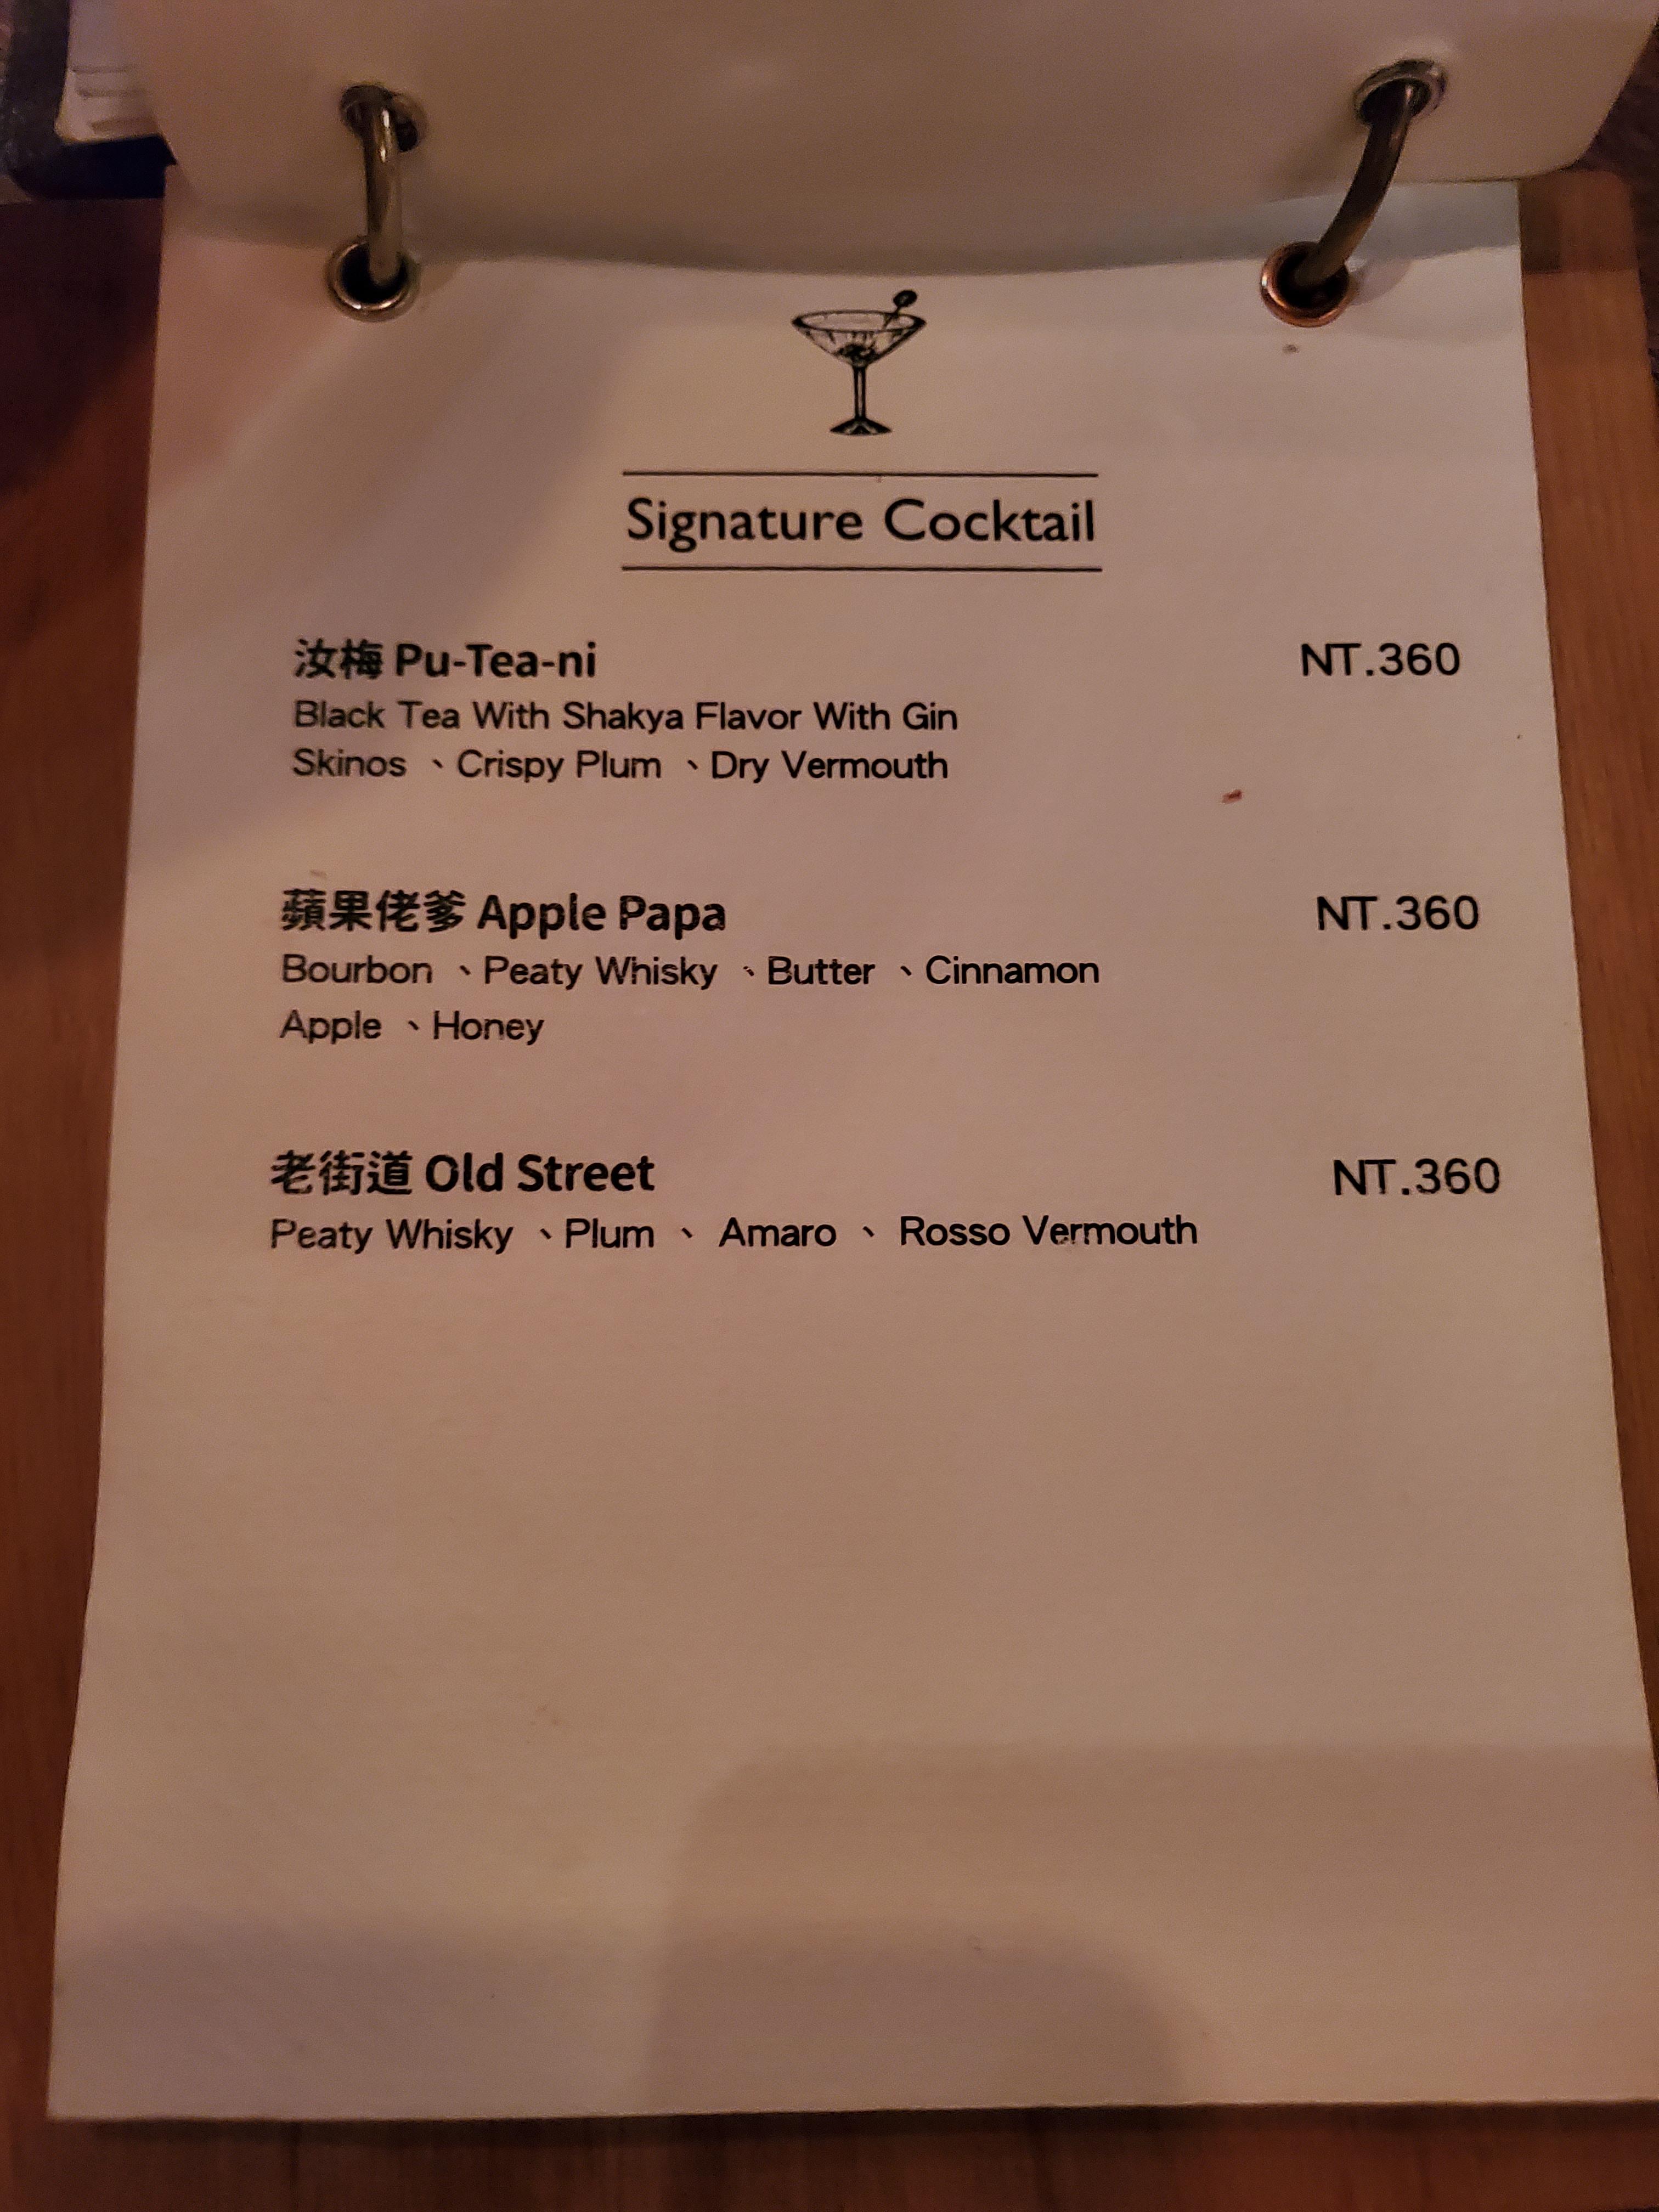 Signature Cocktail
汝梅 Pu-Tea-ni NT.360
Black Tea With Shakya Flavor With Gin
Skinos 、Crispy Plum 、Dry Vermouth
蘋果佬爹 Apple Papa NT.360
Bourbon 、Peaty Whisky 、Butter 、Cinnamon
Apple 、Honey
老街道 Old Street NT.360
Peaty Whisky 、Plum 、 Amaro 、 Rosso Vermouth